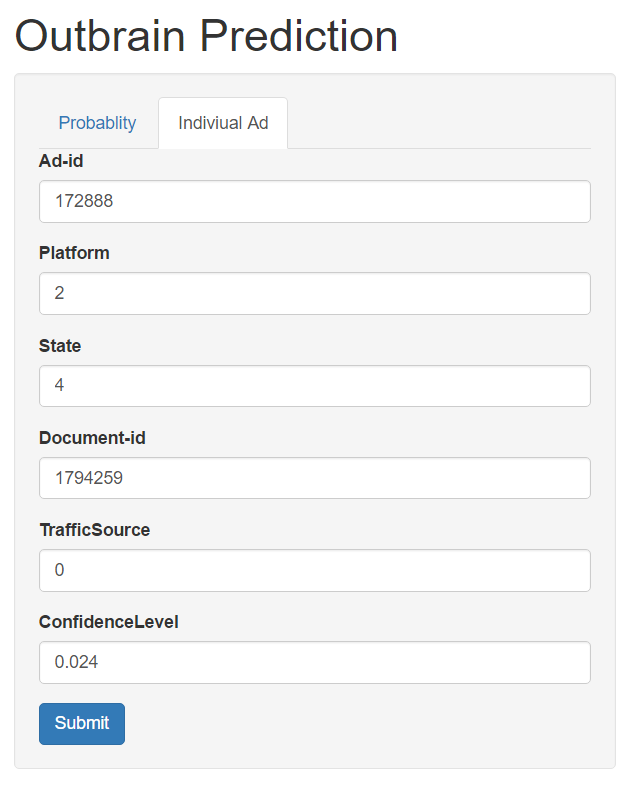 Outbrain Prediction
Probablity Indiviual Ad
Ad-id
172888
Platform
2
State
4
Document-id
1794259
TrafficSource
0
ConfidenceLevel
0.024
Submit